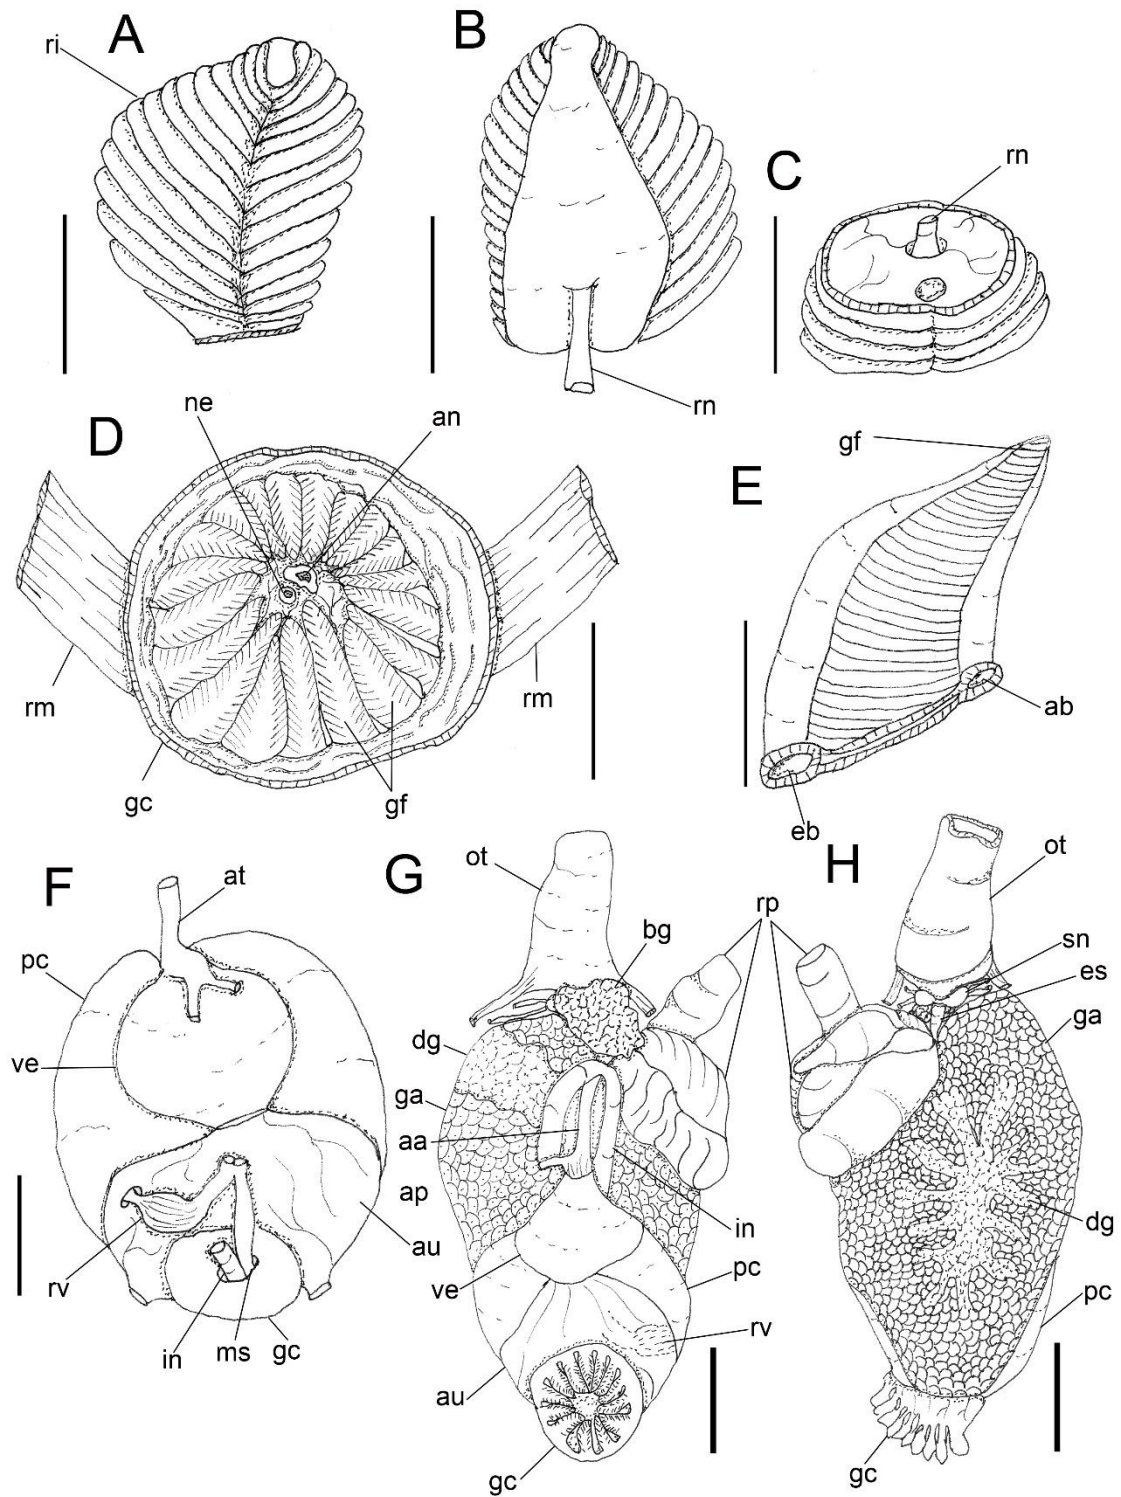 A
ri
B
C
rn
rn
D
ne
an
rm
rm
gc
gf
E
gf
ab
eb
F
at
pc
ve
rv
in
ms
gc
au
G
ot
bg
rp
dg
ga
aa
ap
in
ve
pc
rv
au
gc
H
ot
sn
es
ga
dg
pc
gc